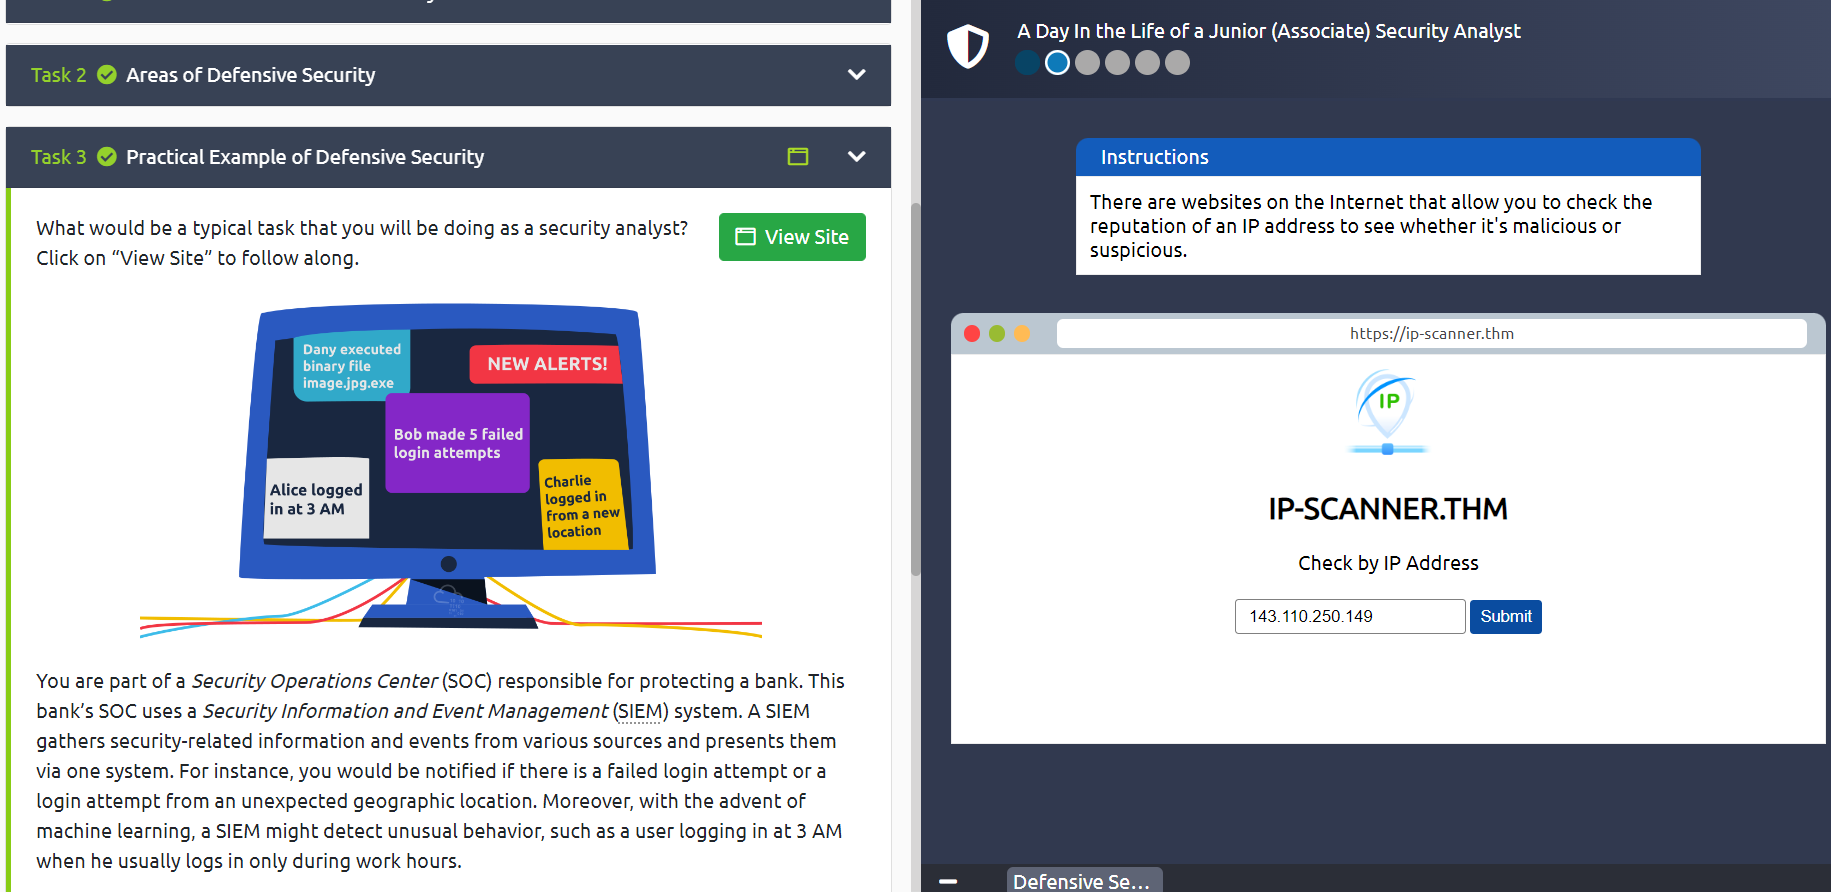 Task 2 Areas of Defensive Security
Task 3 Practical Example of Defensive Security
What would be a typical task that you will be doing as a security analyst?
Click on “View Site” to follow along.
View Site
Dany executed
binary file
image.jpg.exe
NEW ALERTS!
Bob made 5 failed
login attempts
Alice logged
in at 3 AM
Charlie
logged in
from a new
location
You are part of a Security Operations Center (SOC) responsible for protecting a bank. This
bank’s SOC uses a Security Information and Event Management (SIEM) system. A SIEM
gathers security-related information and events from various sources and presents them
via one system. For instance, you would be notified if there is a failed login attempt or a
login attempt from an unexpected geographic location. Moreover, with the advent of
machine learning, a SIEM might detect unusual behavior, such as a user logging in at 3 AM
when he usually logs in only during work hours.
A Day In the Life of a Junior (Associate) Security Analyst
Instructions
There are websites on the Internet that allow you to check the
reputation of an IP address to see whether it's malicious or
suspicious.
https://ip-scanner.thm
IP
IP-SCANNER.THM
Check by IP Address
143.110.250.149
Submit
Defensive Se...